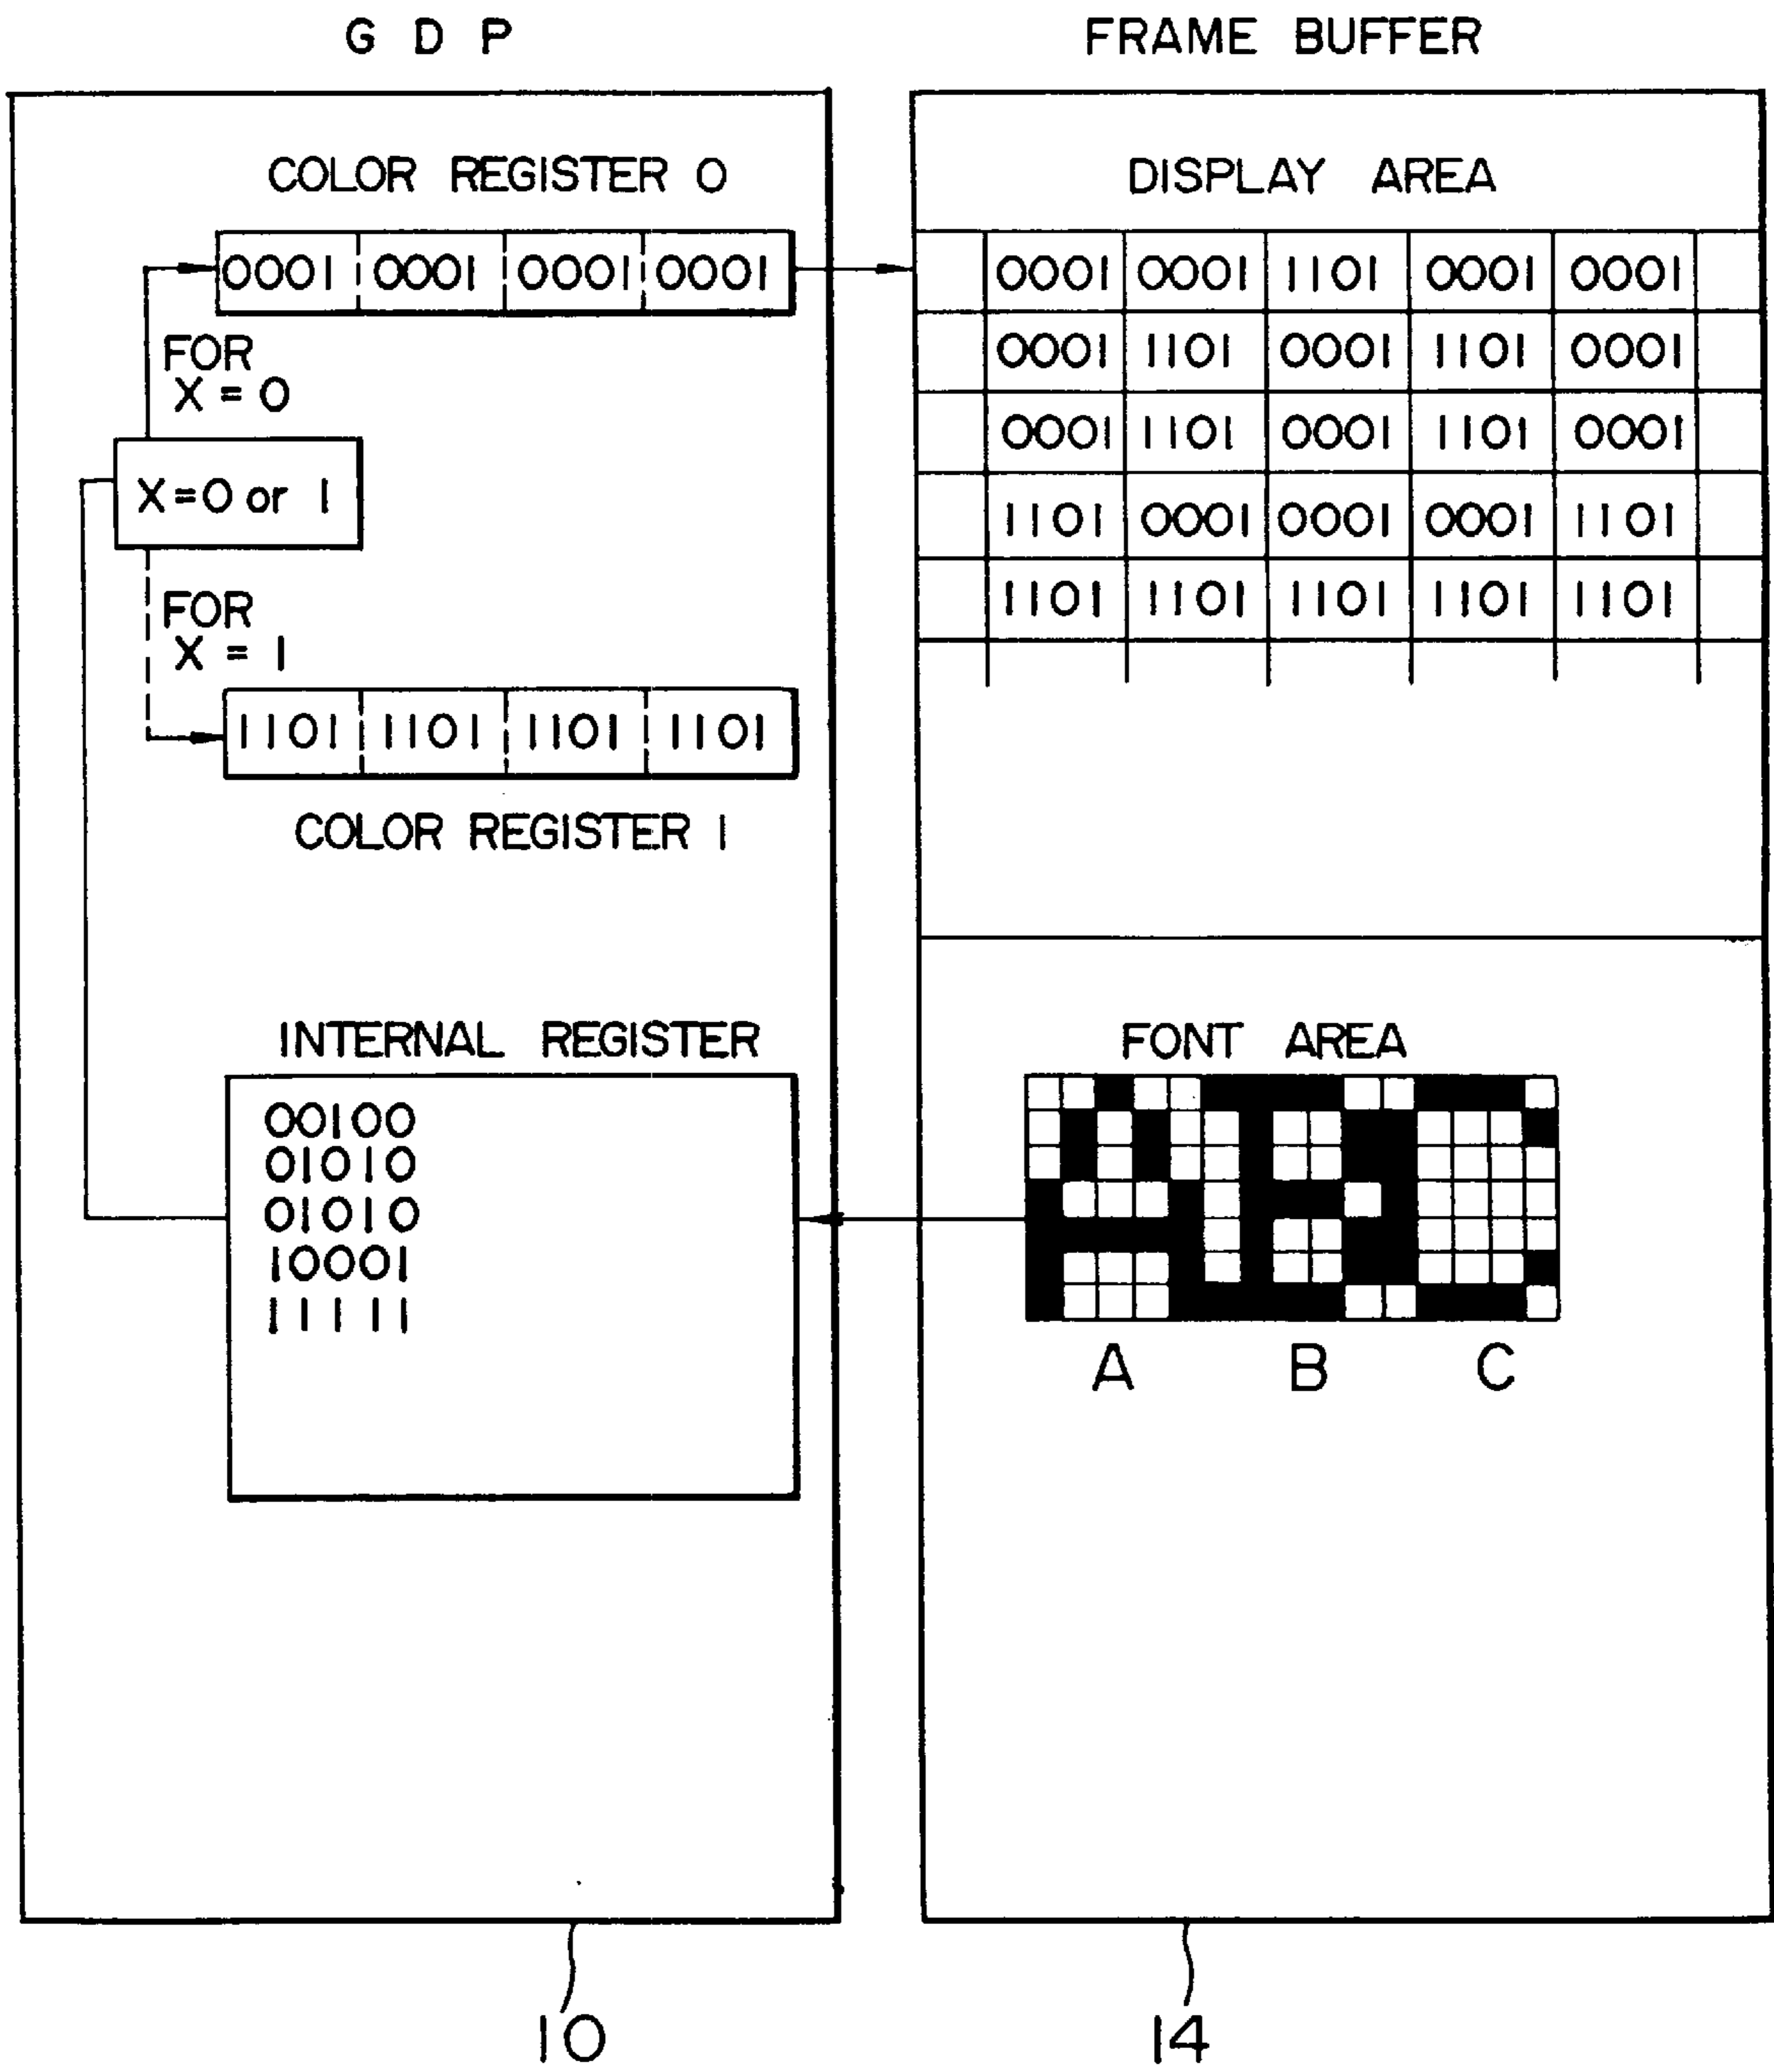 G D P
FRAME BUFFER
COLOR REGISTER 0
0001 0001 0001 0001
FOR
X = 0
X=0 or 1
FOR
X = 1
1101 1101 1101 1101
COLOR REGISTER 1
INTERNAL REGISTER
00100
01010
01010
10001
11111
DISPLAY AREA
0001 0001 1101 0001 0001
0001 1101 0001 1101 0001
0001 1101 0001 1101 0001
1101 0001 0001 0001 1101
1101 1101 1101 1101 1101
FONT AREA
A B C
10
14